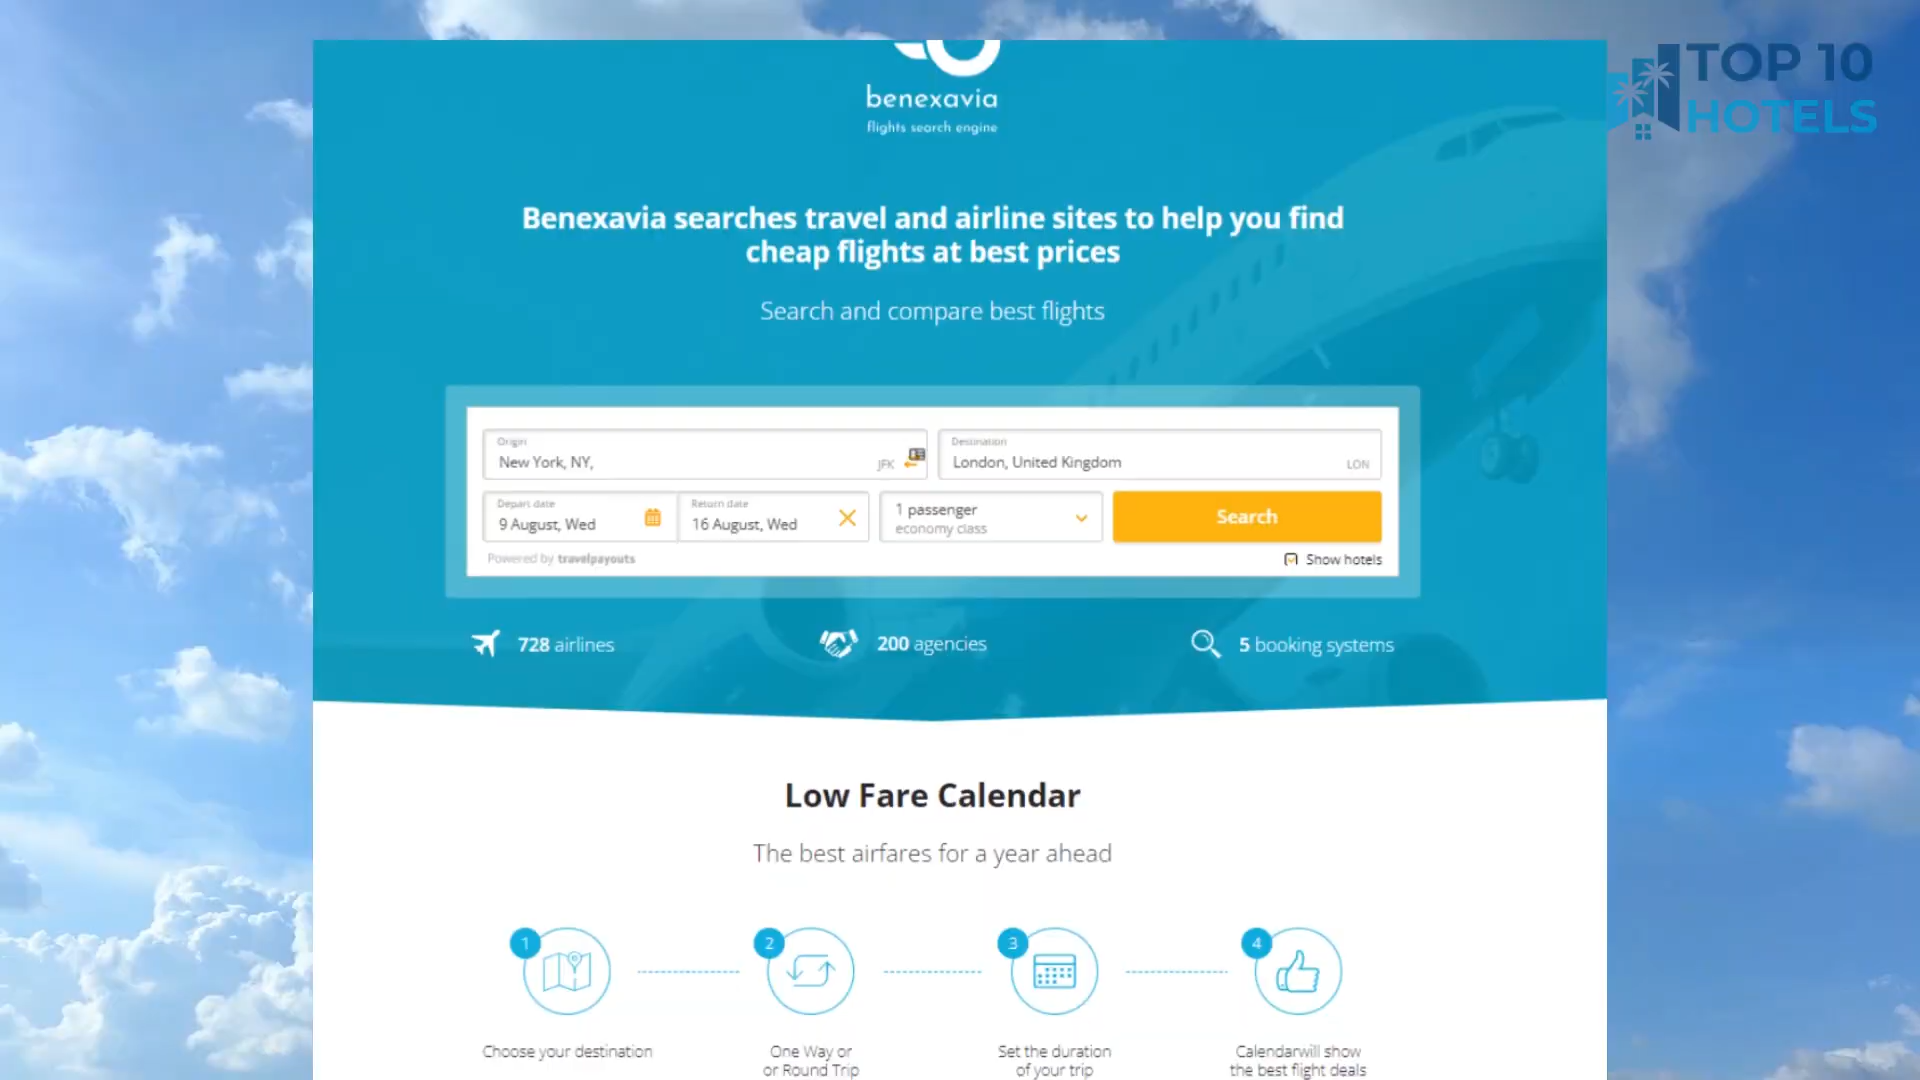 TOP 10
HOTELS
benexavia
flights search engine
Benexavia searches travel and airline sites to help you find
cheap flights at best prices
Search and compare best flights
Origin
New York, NY,
JFK
Destination
London, United Kingdom
LON
Depart date
9 August, Wed
Return date
16 August, Wed
1 passenger
economy class
Search
Powered by travelpayouts
Show hotels
728 airlines
200 agencies
5 booking systems
Low Fare Calendar
The best airfares for a year ahead
1
2
3
4
Choose your destination
One Way or
or Round Trip
Set the duration
of your trip
Calendarwill show
the best flight deals